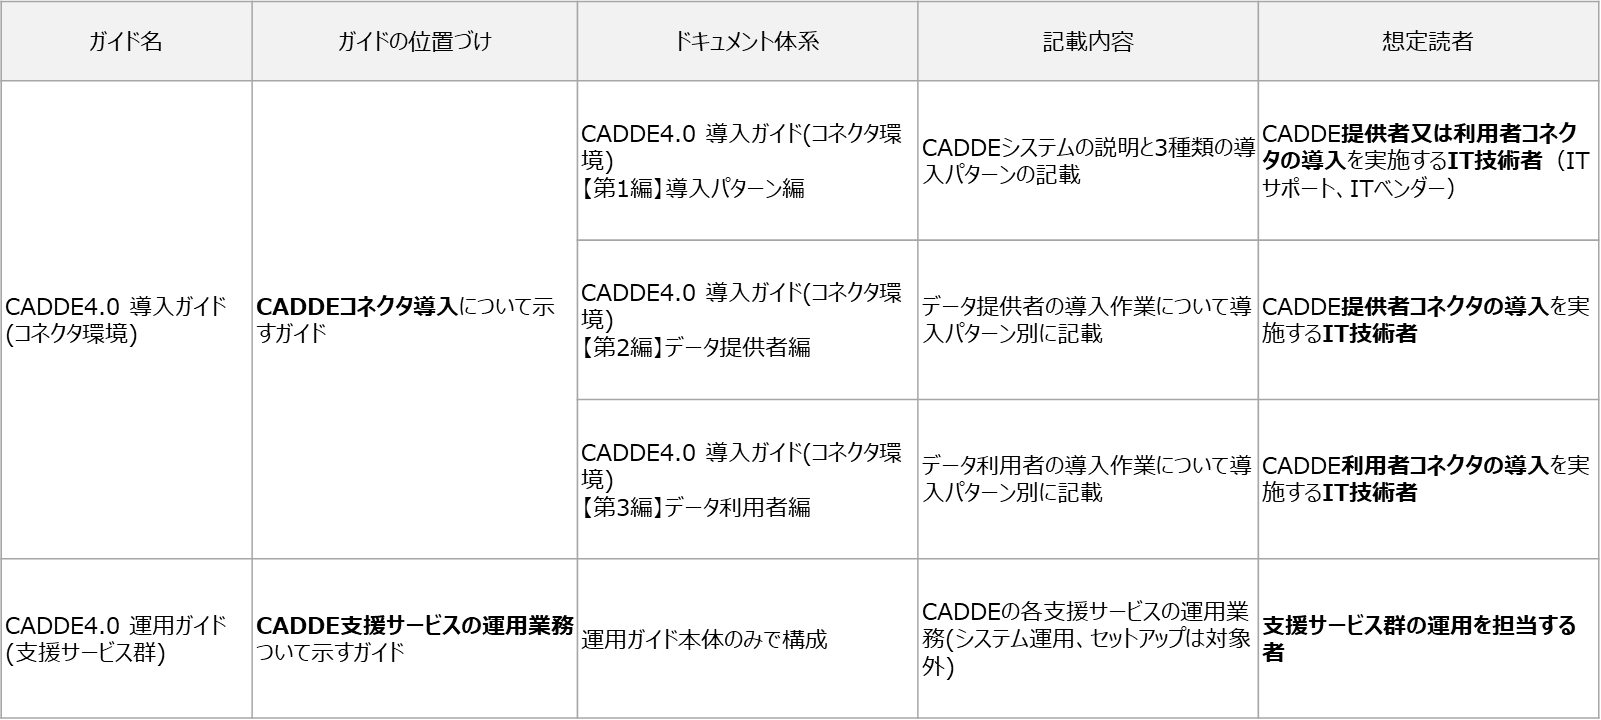 ガイド名
ガイドの位置づけ
ドキュメント体系
記載内容
想定読者
CADDE4.0 導入ガイド
(コネクタ環境)
CADDEコネクタ導入について示
すガイド
CADDE4.0 導入ガイド(コネクタ環
境)
【第1編】導入パターン編
CADDEシステムの説明と3種類の導
入パターンの記載
CADDE提供者又は利用者コネク
タの導入を実施するIT技術者（IT
サポート、ITベンダー）
CADDE4.0 導入ガイド(コネクタ環
境)
【第2編】データ提供者編
データ提供者の導入作業について導
入パターン別に記載
CADDE提供者コネクタの導入を実
施するIT技術者
CADDE4.0 導入ガイド(コネクタ環
境)
【第3編】データ利用者編
データ利用者の導入作業について導
入パターン別に記載
CADDE利用者コネクタの導入を実
施するIT技術者
CADDE4.0 運用ガイド
(支援サービス群)
CADDE支援サービスの運用業務
ついて示すガイド
運用ガイド本体のみで構成
CADDEの各支援サービスの運用業
務(システム運用、セットアップは対象
外)
支援サービス群の運用を担当する
者